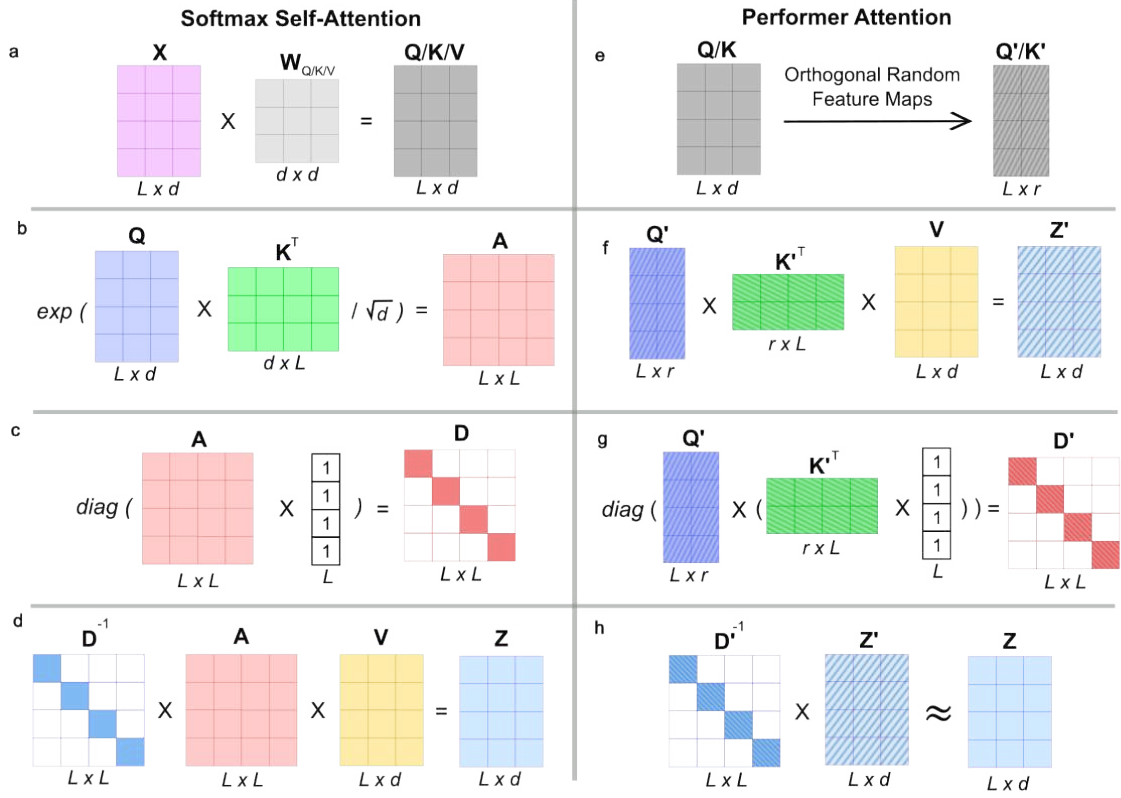 Softmax Self-Attention
a
X
W Q/K/V
Q/K/V
X
=
L x d
d x d
L x d
b
Q
K^T
A
exp (
X
/ √d ) =
L x d
d x L
L x L
c
A
D
diag (
X
1
1
1
1
) =
L x L
L
L x L
d
D^-1
A
V
Z
X
X
=
L x L
L x L
L x d
L x d
Performer Attention
e
Q/K
Q'/K'
Orthogonal Random
Feature Maps
L x d
L x r
f
Q'
K'^T
V
Z'
X
X
=
L x r
r x L
L x d
L x d
g
Q'
K'^T
D'
diag (
X (
X
1
1
1
1
) ) =
L x r
r x L
L
L x L
h
D'^-1
Z'
Z
X
≈
L x L
L x d
L x d